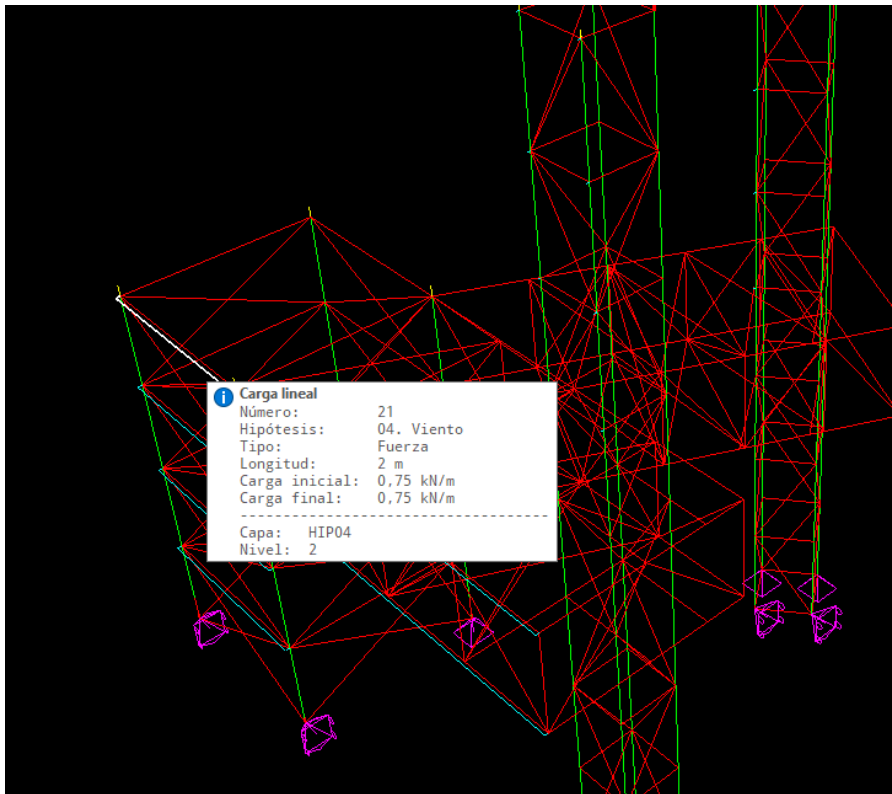 Carga lineal
Número: 21
Hipótesis: 04. Viento
Tipo: Fuerza
Longitud: 2 m
Carga inicial: 0,75 kN/m
Carga final: 0,75 kN/m
--------------------------------------
Capa: HIP04
Nivel: 2